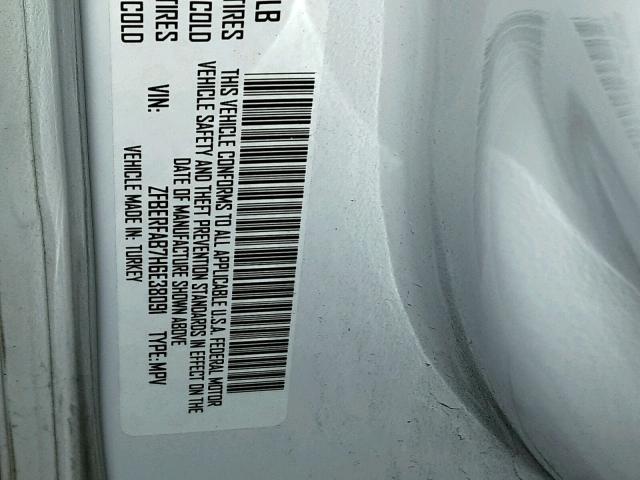 LB
TIRES
COLD
TIRES
COLD
THIS VEHICLE CONFORMS TO ALL APPLICABLE U.S.A. FEDERAL MOTOR
VEHICLE SAFETY AND THEFT PREVENTION STANDARDS IN EFFECT ON THE
DATE OF MANUFACTURE SHOWN ABOVE
VIN: ZFBERFAB7H6E38091 TYPE: MPV
VEHICLE MADE IN: TURKEY